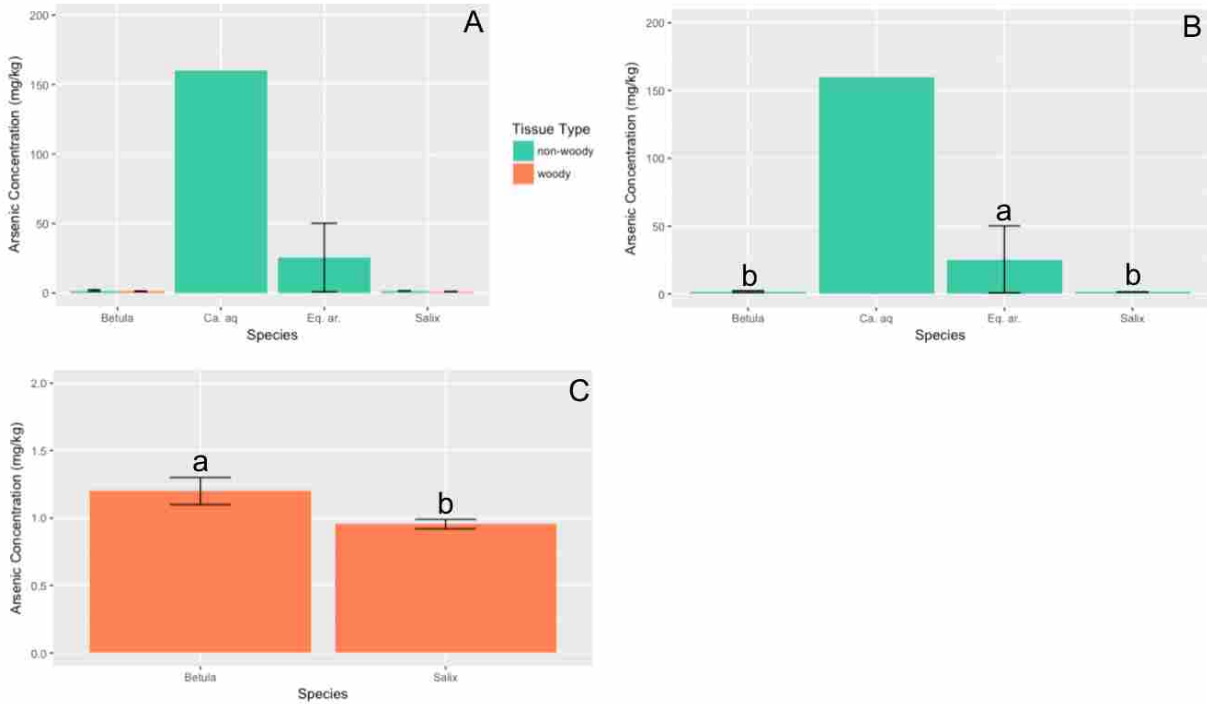 A
200
150
100
50
0
Arsenic Concentration (mg/kg)
Betula
Ca. aq
Eq. ar.
Salix
Species
Tissue Type
non-woody
woody
B
200
150
100
50
0
Arsenic Concentration (mg/kg)
b
a
b
Betula
Ca. aq
Eq. ar.
Salix
Species
C
2.0
1.5
1.0
0.5
0.0
Arsenic Concentration (mg/kg)
a
b
Betula
Salix
Species